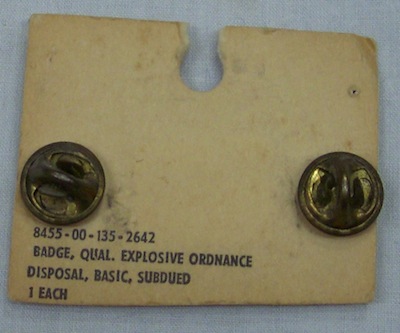 8455-00-135-2642
BADGE, QUAL. EXPLOSIVE ORDNANCE
DISPOSAL, BASIC, SUBDUED
1 EACH